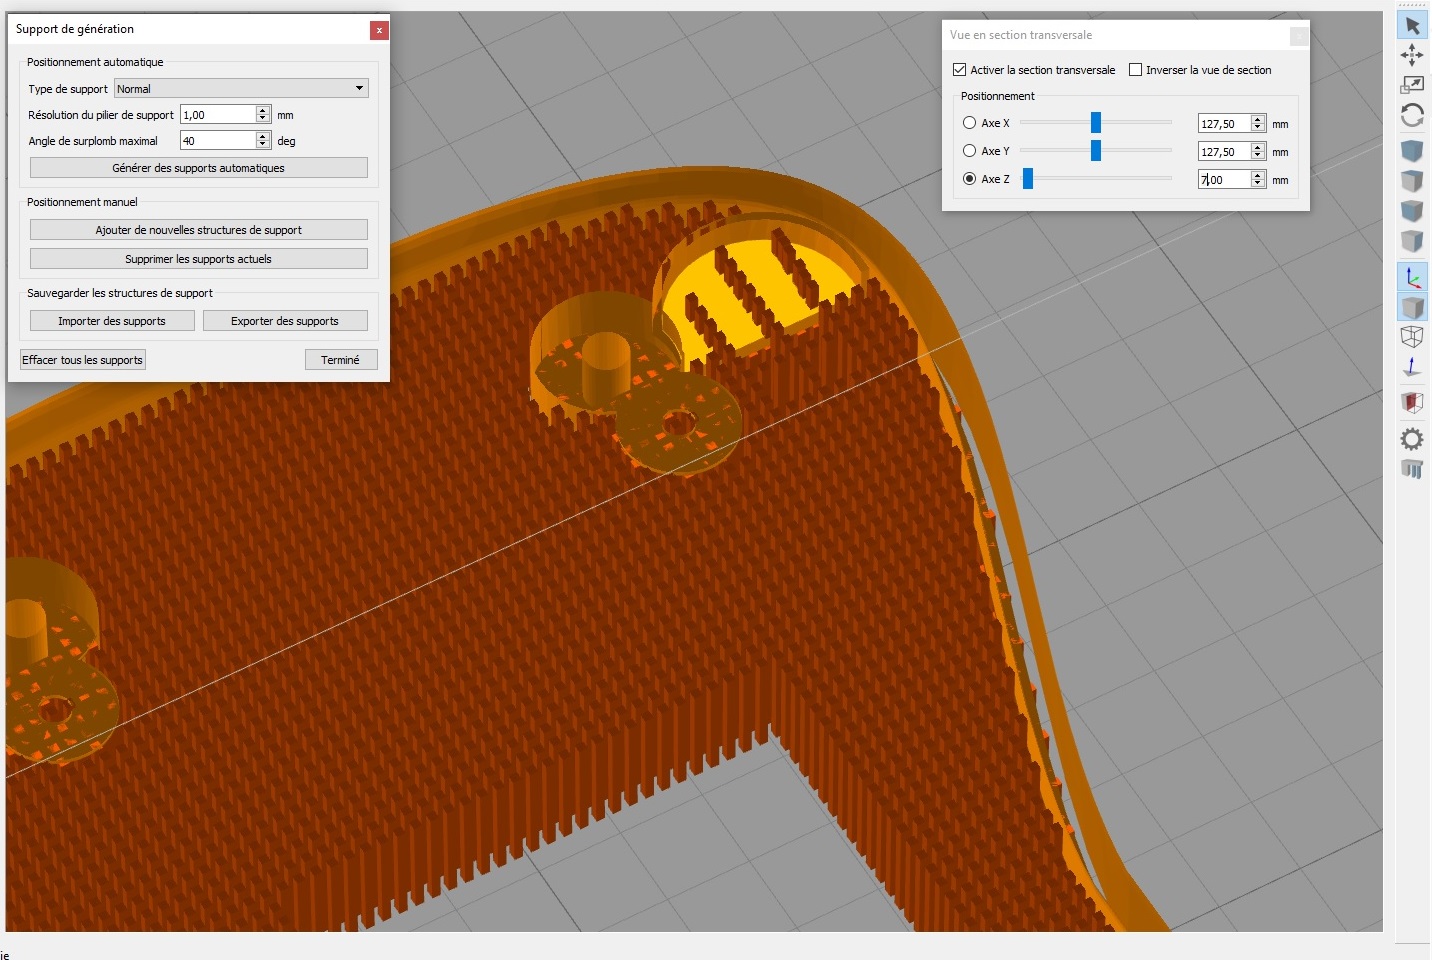 Support de génération
x
Positionnement automatique
Type de support Normal
Résolution du pilier de support 1,00 mm
Angle de surplomb maximal 40 deg
Générer des supports automatiques
Positionnement manuel
Ajouter de nouvelles structures de support
Supprimer les supports actuels
Sauvegarder les structures de support
Importer des supports Exporter des supports
Effacer tous les supports Terminé
Vue en section transversale
Activer la section transversale Inverser la vue de section
Positionnement
Axe X 127,50 mm
Axe Y 127,50 mm
Axe Z 7,00 mm
ie